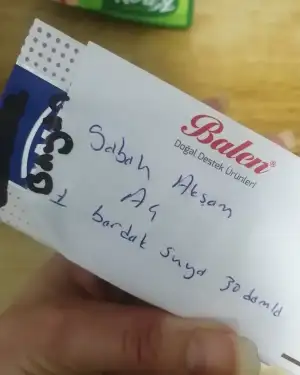 Balen®
Doğal Destek Ürünleri
Sabah Akşam
Aç
1 bardak suya 30 damla